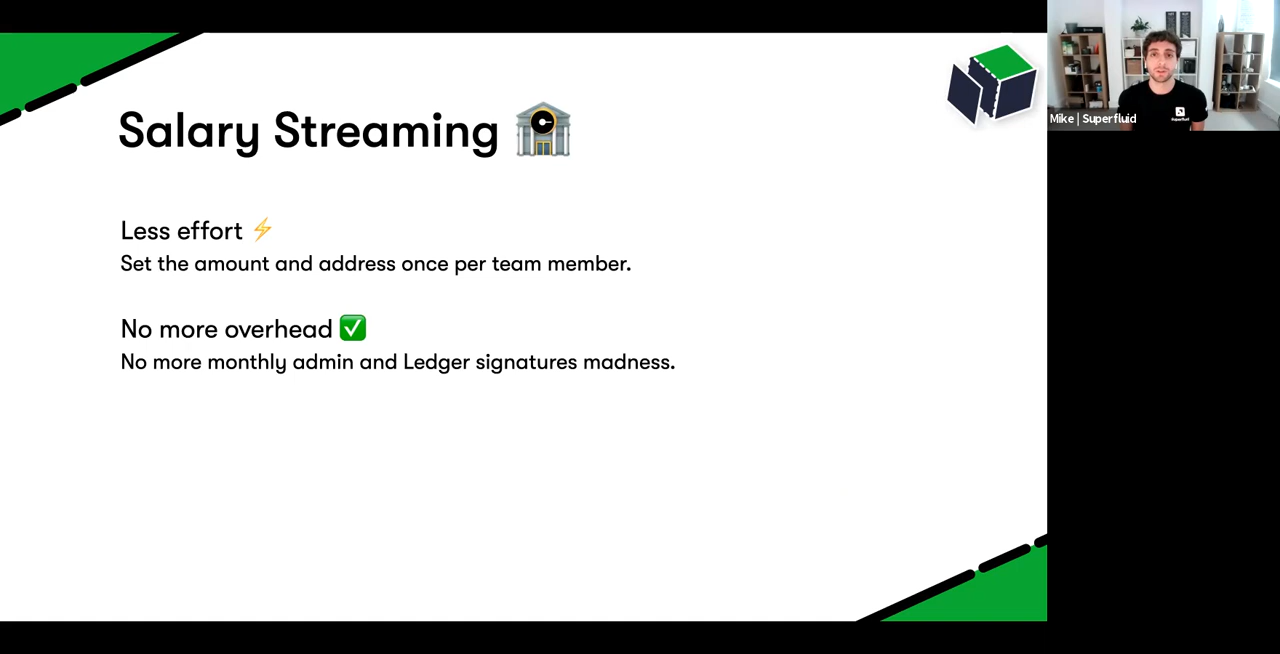 Salary Streaming
Less effort ⚡
Set the amount and address once per team member.
No more overhead ✅
No more monthly admin and Ledger signatures madness.
Mike | Superfluid
Superfluid